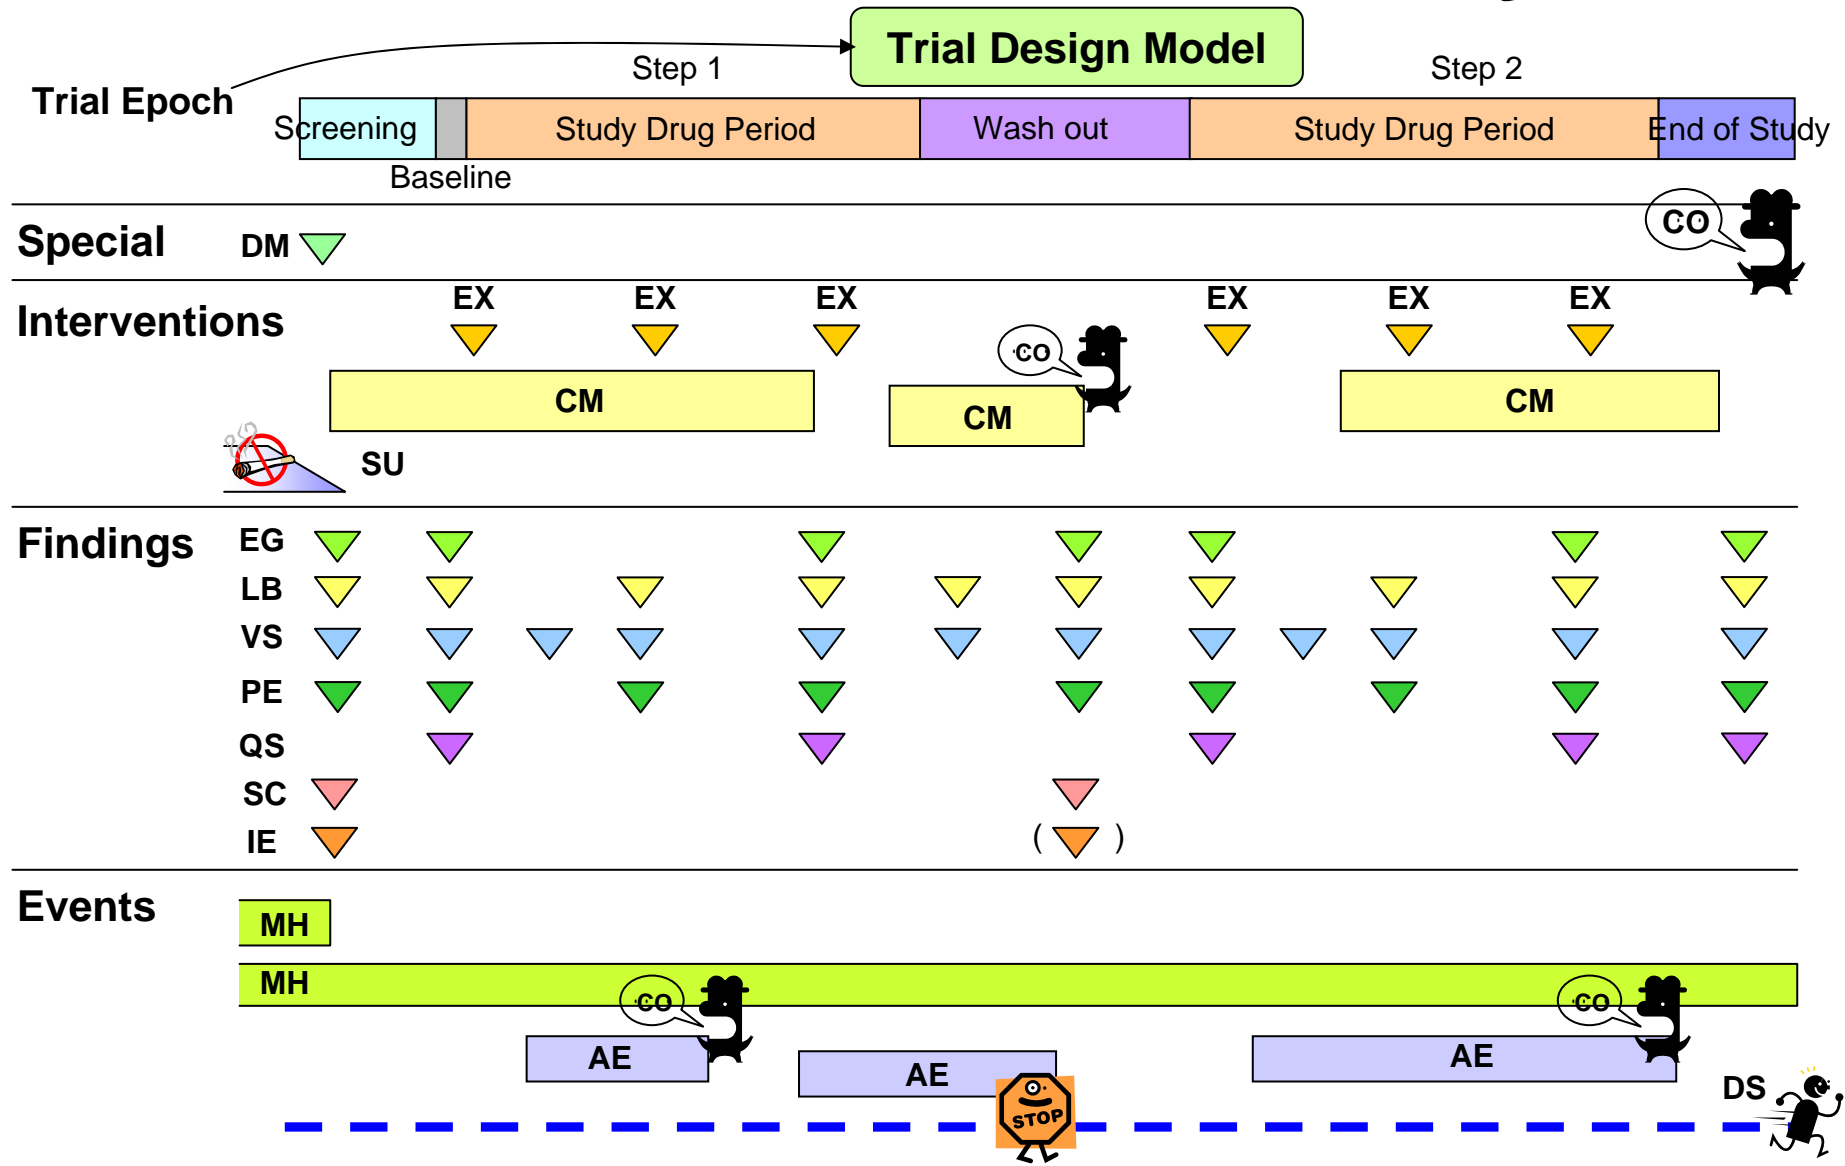 Trial Design Model
Step 1
Step 2
Trial Epoch
Screening
Study Drug Period
Wash out
Study Drug Period
End of Study
Baseline
Special
DM
CO
Interventions
EX EX EX EX EX EX
CO
CM CM CM
SU
Findings
EG
LB
VS
PE
QS
SC
IE
( )
Events
MH
MH
CO CO
AE AE AE
DS
STOP